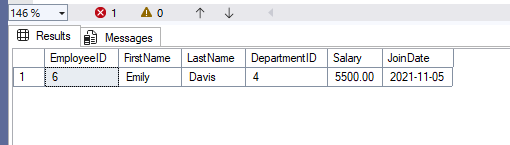 146 %
1
0
Results
Messages
EmployeeID FirstName LastName DepartmentID Salary JoinDate
1 6 Emily Davis 4 5500.00 2021-11-05